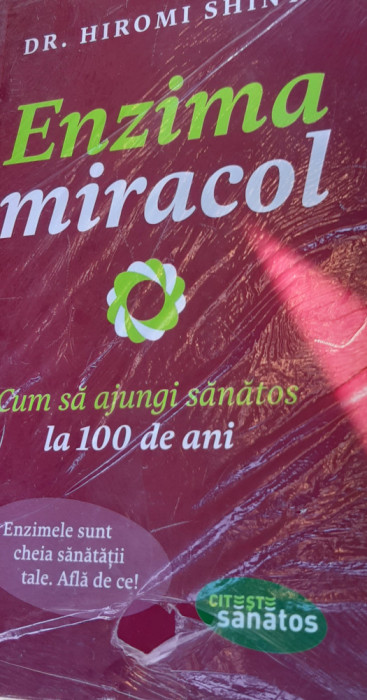 DR. HIROMI
Enzima
miracol
Cum să ajungi sănătos
la 100 de ani
Enzimele sunt
cheia sănătății
tale. Află de ce!
CITEȘTE
sănătos